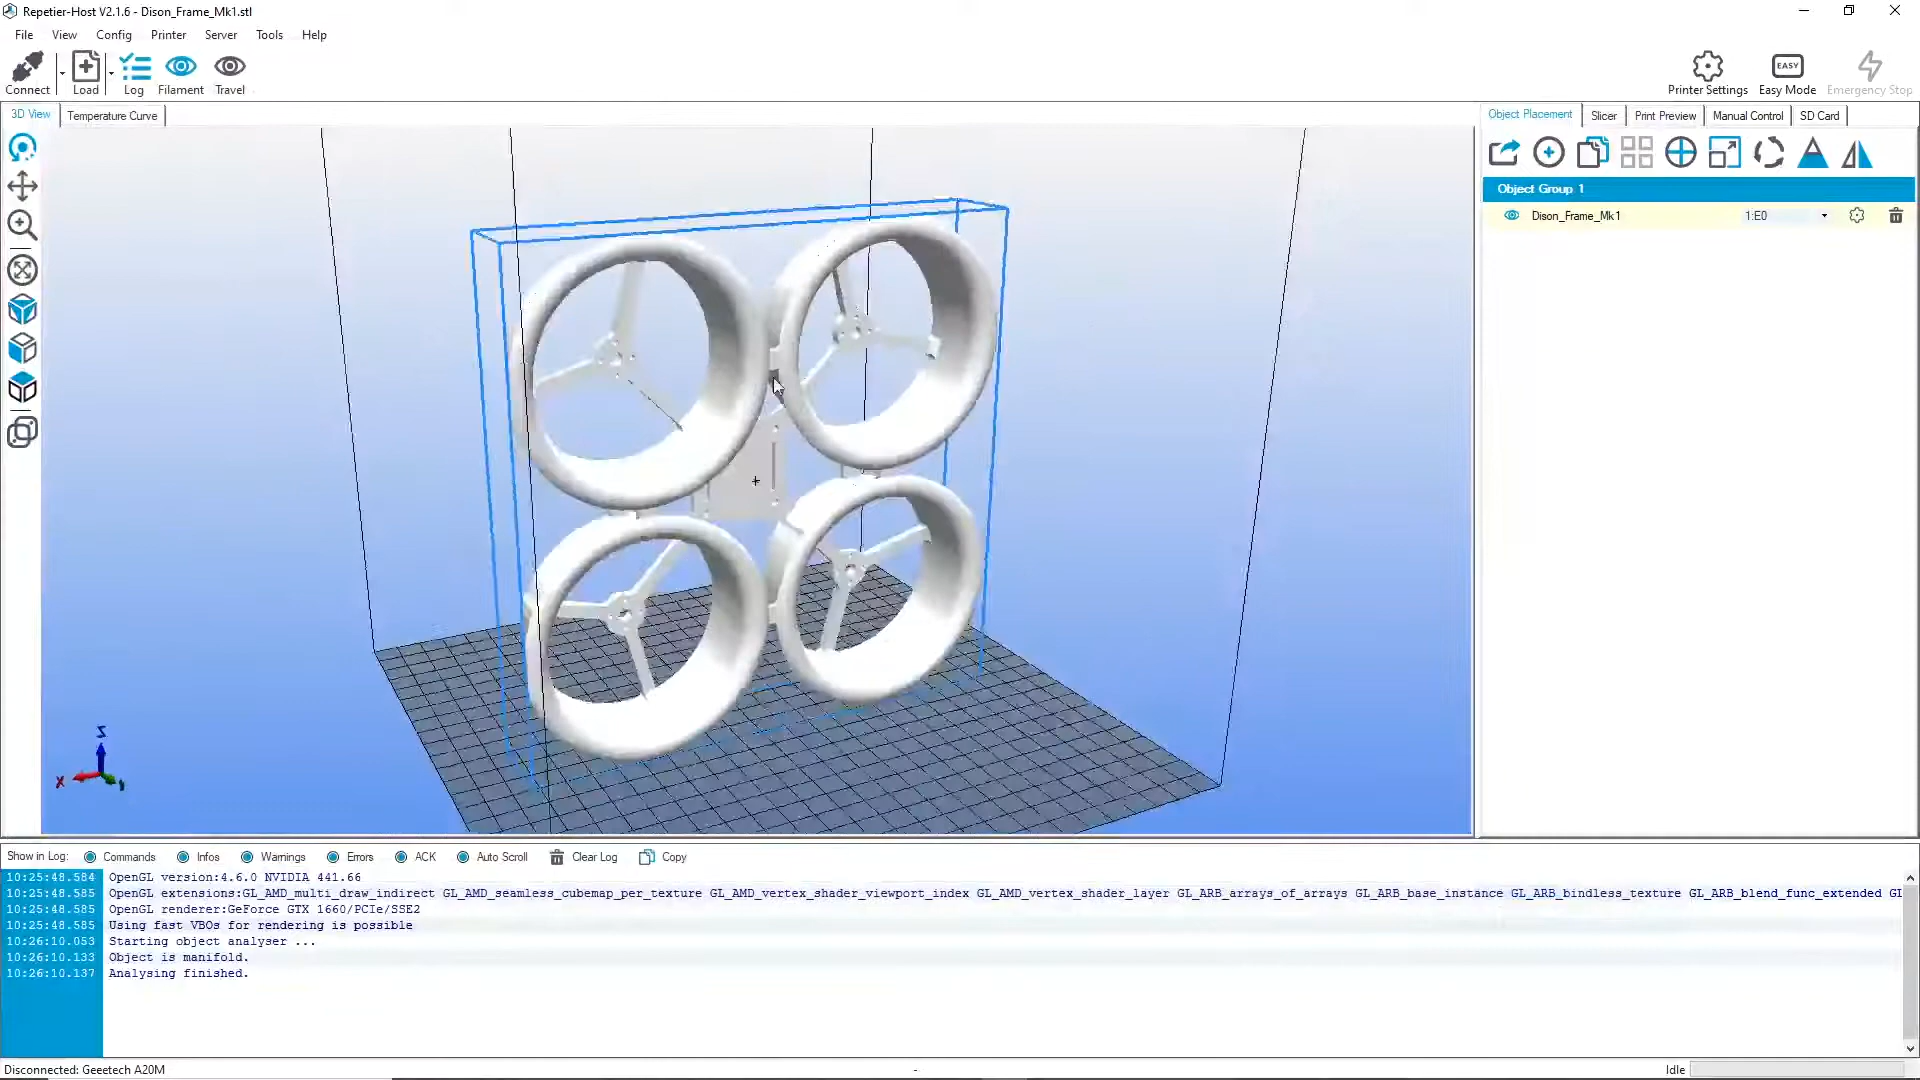 Repetier-Host V2.1.6 - Dison_Frame_Mk1.stl
File View Config Printer Server Tools Help
Connect Load Log Filament Travel
EASY
Printer Settings Easy Mode Emergency Stop
3D View Temperature Curve
Object Placement Slicer Print Preview Manual Control SD Card
Object Group 1
Dison_Frame_Mk1 1:E0
Z
X
Show in Log: Commands Infos Warnings Errors ACK Auto Scroll Clear Log Copy
10:25:48.584 OpenGL version:4.6.0 NVIDIA 441.66
10:25:48.585 OpenGL extensions:GL_AMD_multi_draw_indirect GL_AMD_seamless_cubemap_per_texture GL_AMD_vertex_shader_viewport_index GL_AMD_vertex_shader_layer GL_ARB_arrays_of_arrays GL_ARB_base_instance GL_ARB_bindless_texture GL_ARB_blend_func_extended Gl
10:25:48.585 OpenGL renderer:GeForce GTX 1660/PCIe/SSE2
10:25:48.585 Using fast VBOs for rendering is possible
10:26:10.053 Starting object analyser ...
10:26:10.133 Object is manifold.
10:26:10.137 Analysing finished.
Disconnected: Geeetech A20M - Idle